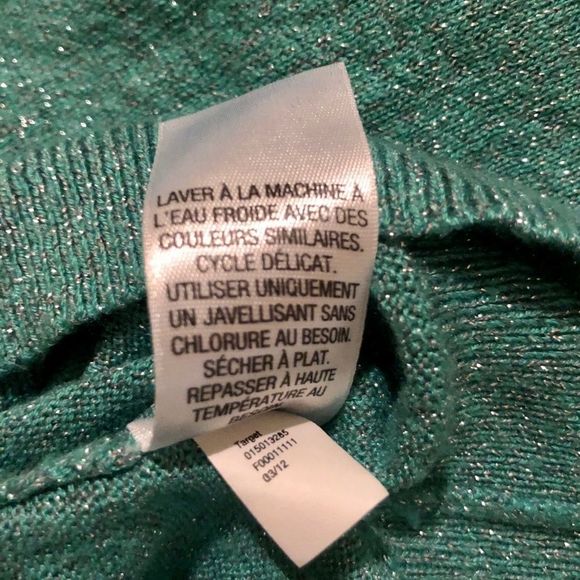 LAVER À LA MACHINE À
L'EAU FROIDE AVEC DES
COULEURS SIMILAIRES.
CYCLE DÉLICAT.
UTILISER UNIQUEMENT
UN JAVELLISANT SANS
CHLORURE AU BESOIN.
SÉCHER À PLAT.
REPASSER À HAUTE
TEMPÉRATURE AU
Target
015013285
F00011111
03/12